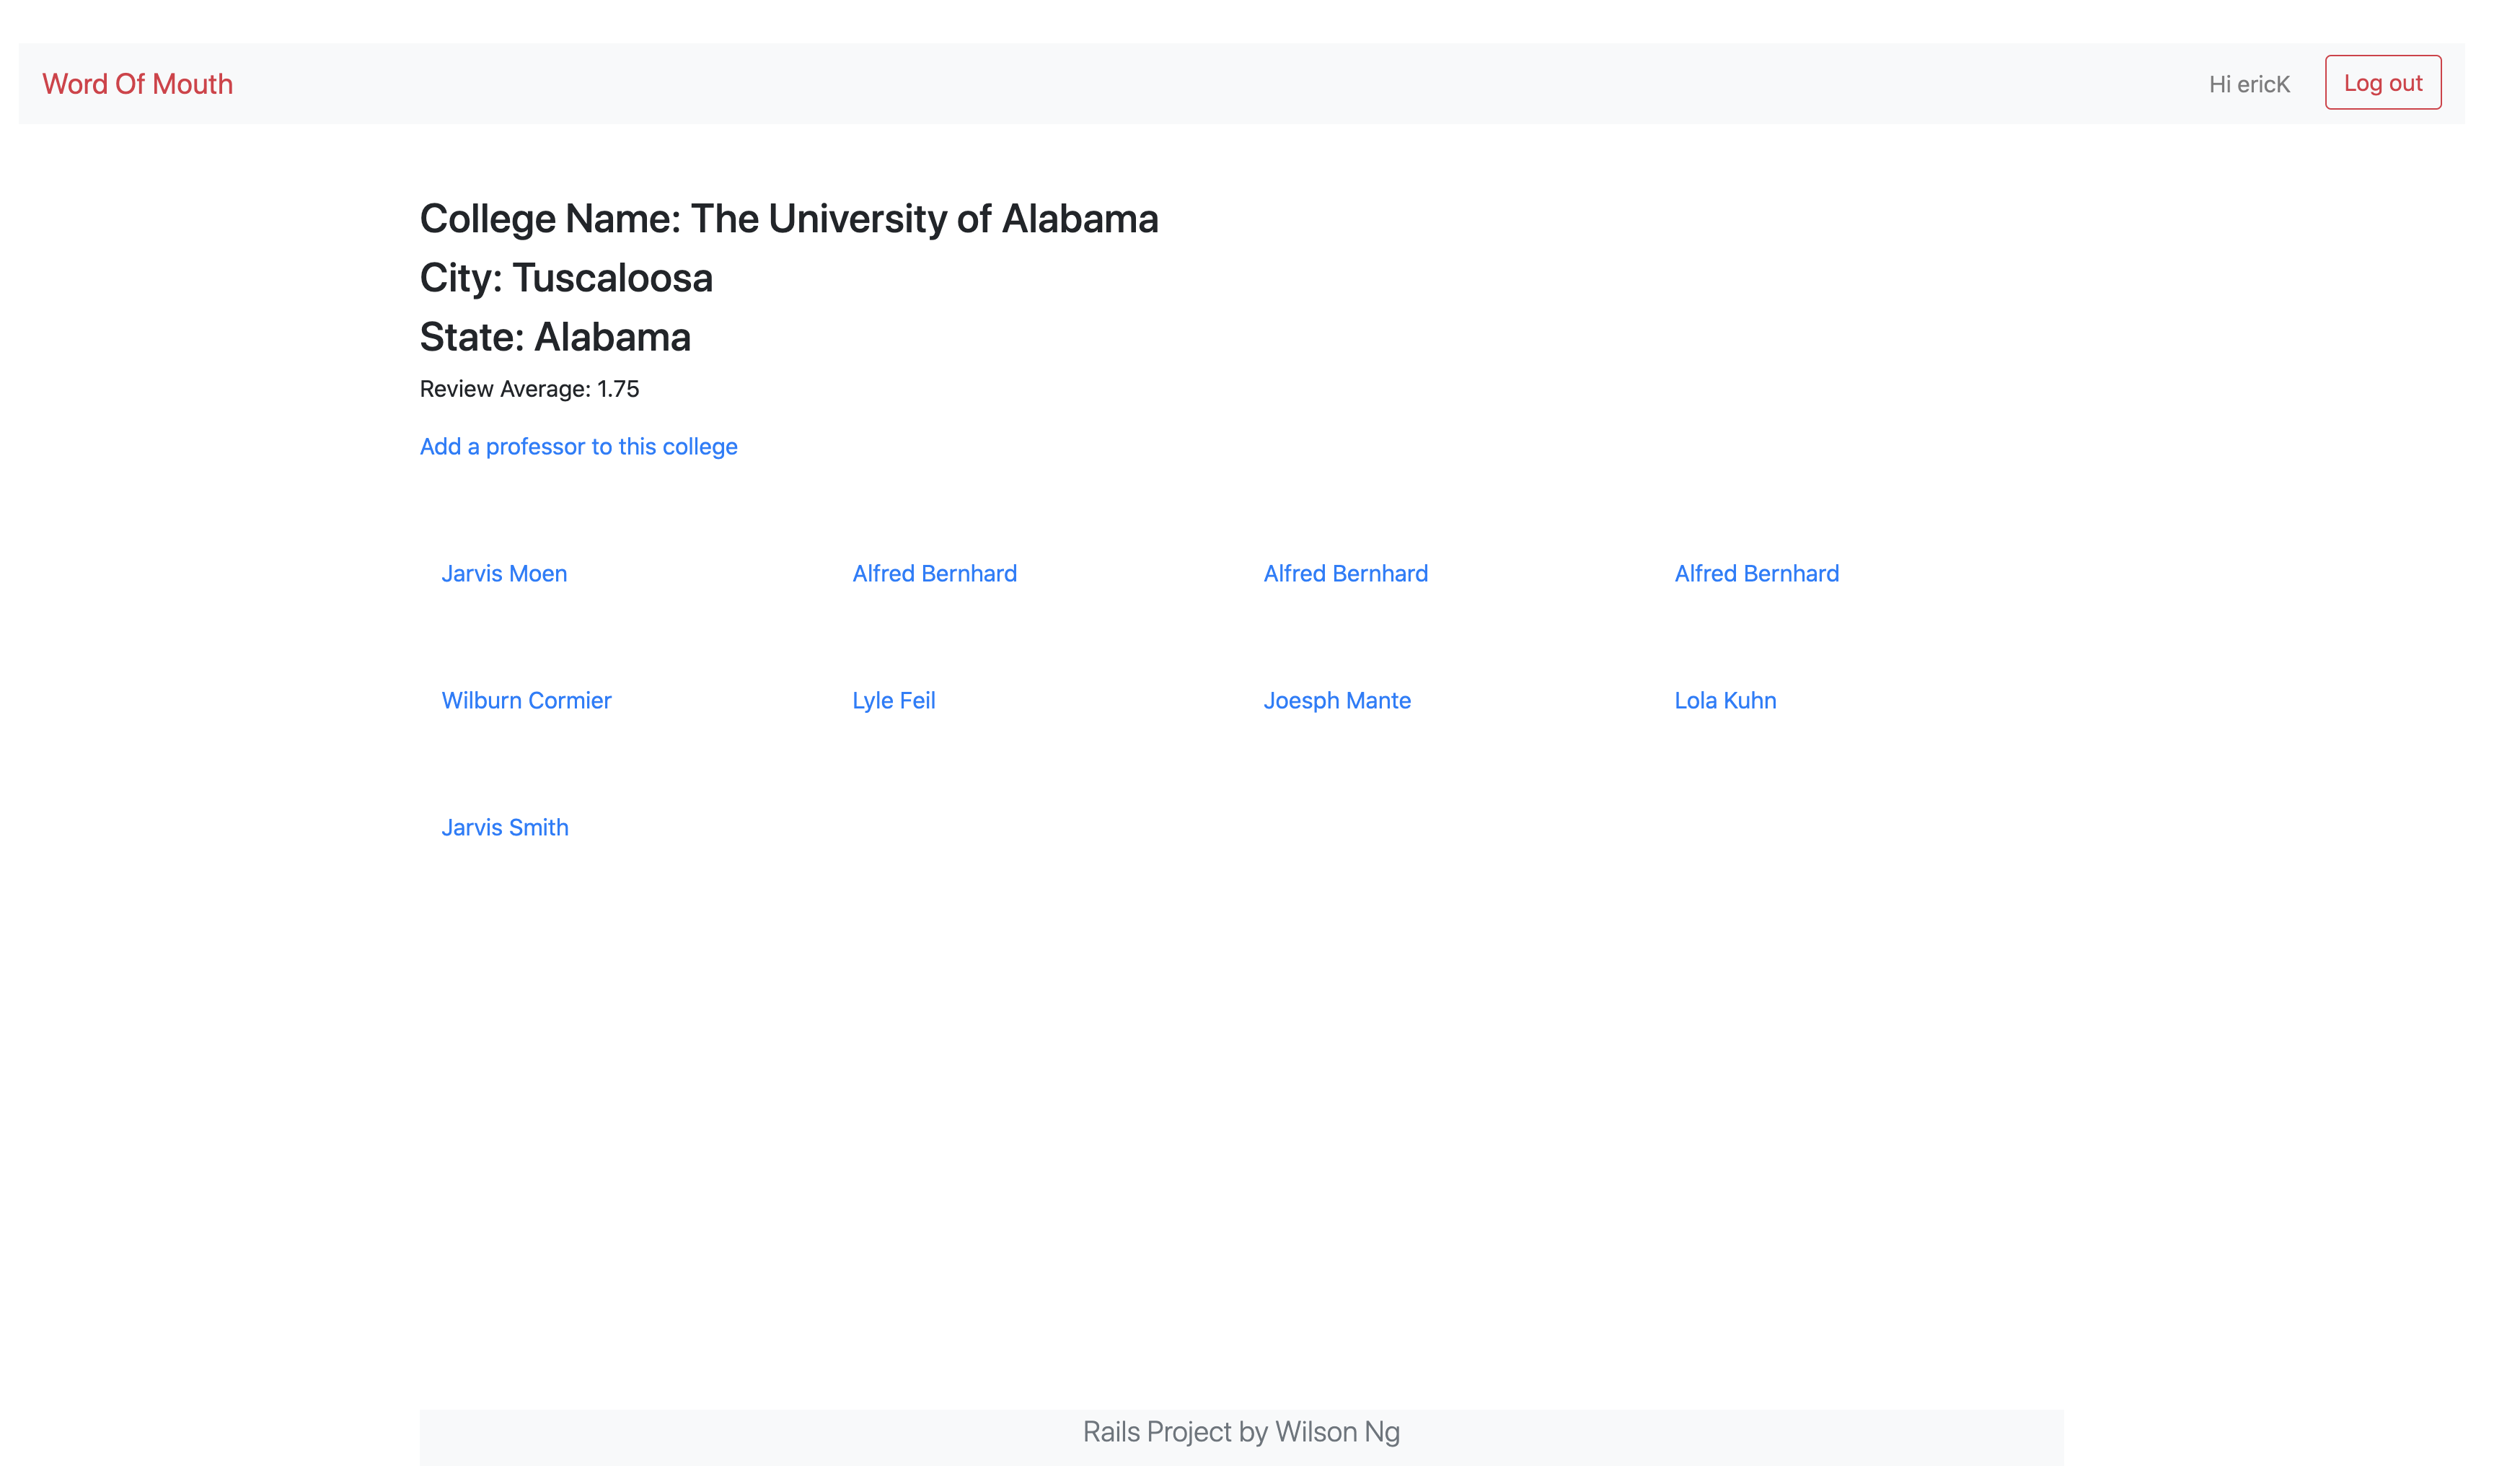 Word Of Mouth Hi ericK Log out
College Name: The University of Alabama
City: Tuscaloosa
State: Alabama
Review Average: 1.75
Add a professor to this college
Jarvis Moen Alfred Bernhard Alfred Bernhard Alfred Bernhard
Wilburn Cormier Lyle Feil Joesph Mante Lola Kuhn
Jarvis Smith
Rails Project by Wilson Ng